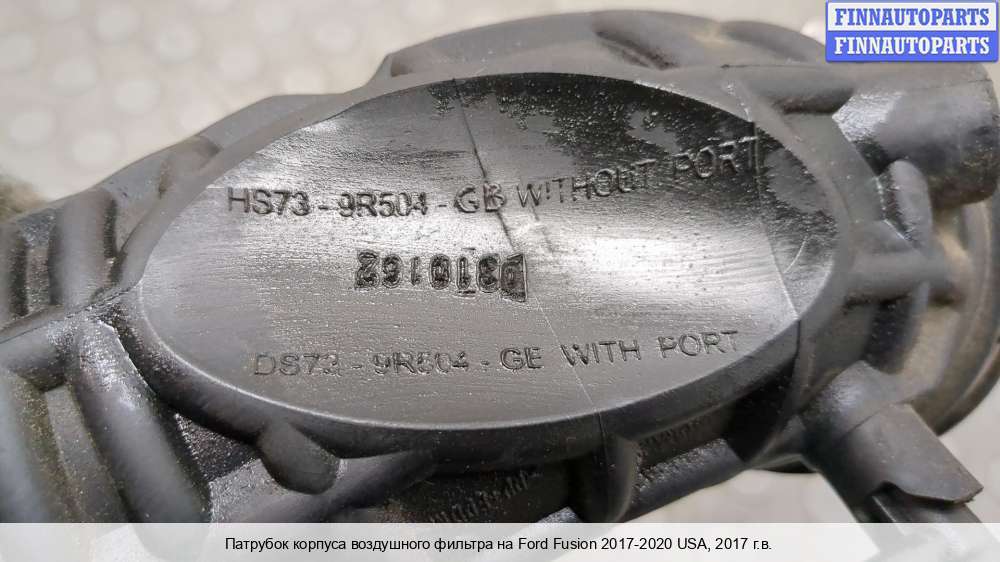 FINNAUTOPARTS
FINNAUTOPARTS
HS73-9R504-GB WITHOUT PORT
DS73-9R504-GE WITH PORT
Патрубок корпуса воздушного фильтра на Ford Fusion 2017-2020 USA, 2017 г.в.